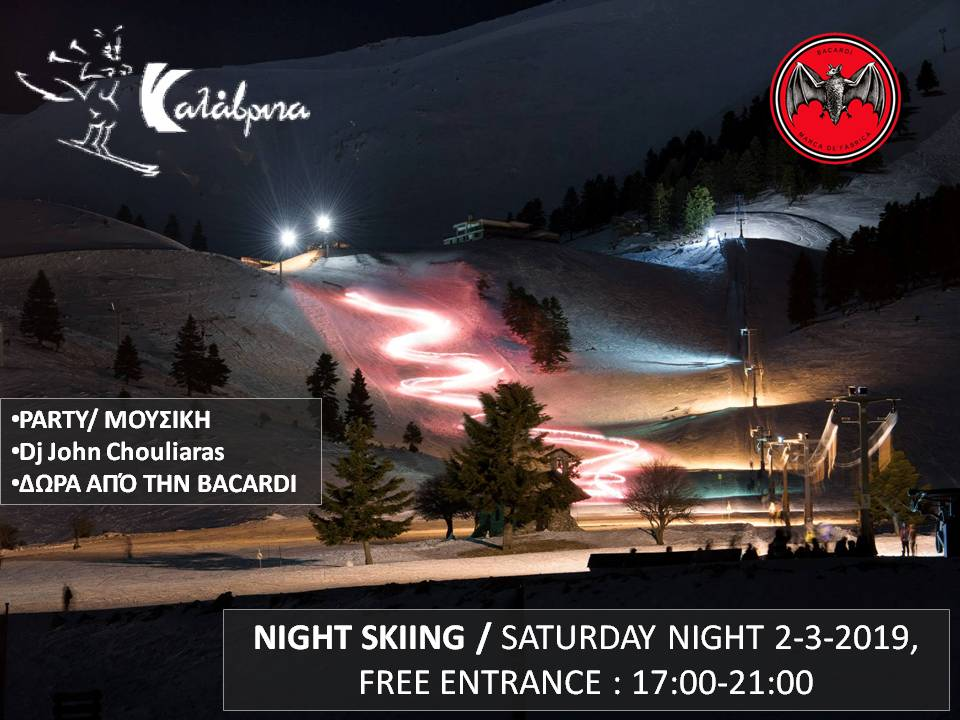 Καλάβρυτα
BACARDI
MARCA DE FABRICA
•PARTY/ ΜΟΥΣΙΚΗ
•Dj John Chouliaras
•ΔΩΡΑ ΑΠΌ ΤΗΝ BACARDI
NIGHT SKIING / SATURDAY NIGHT 2-3-2019,
FREE ENTRANCE : 17:00-21:00